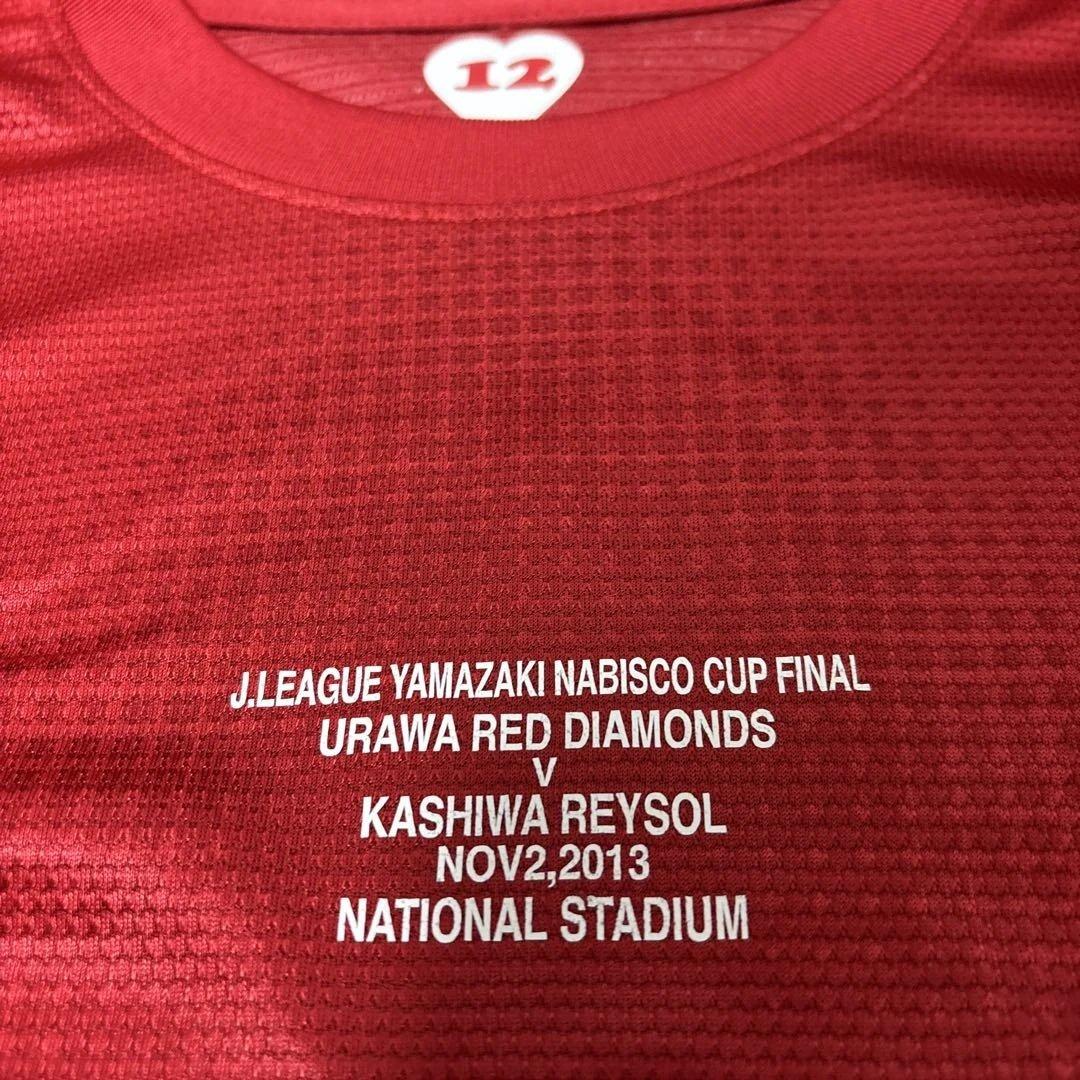 12
J.LEAGUE YAMAZAKI NABISCO CUP FINAL
URAWA RED DIAMONDS
V
KASHIWA REYSOL
NOV2,2013
NATIONAL STADIUM